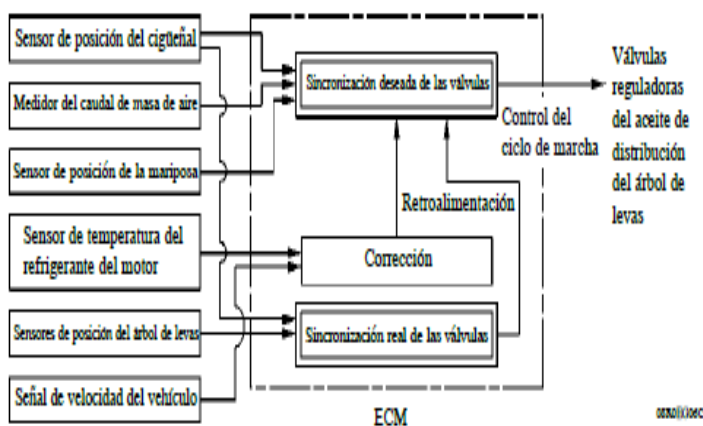 Sensor de posición del cigüeñal
Medidor del caudal de masa de aire
Sensor de posición de la mariposa
Sensor de temperatura del
refrigerante del motor
Sensores de posición del árbol de levas
Señal de velocidad del vehículo
Sincronización deseada de las válvulas
Corrección
Sincronización real de las válvulas
Retroalimentación
Control del
ciclo de marcha
Válvulas
reguladoras
del aceite de
distribución
del árbol de
levas
ECM